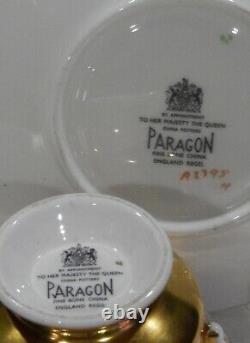 BY APPOINTMENT
TO HER MAJESTY THE QUEEN
CHINA POTTERS
PARAGON
FINE BONE CHINA
ENGLAND REGD.
A2395
H
BY APPOINTMENT
TO HER MAJESTY THE QUEEN
CHINA POTTERS
PARAGON
FINE BONE CHINA
ENGLAND REGD.